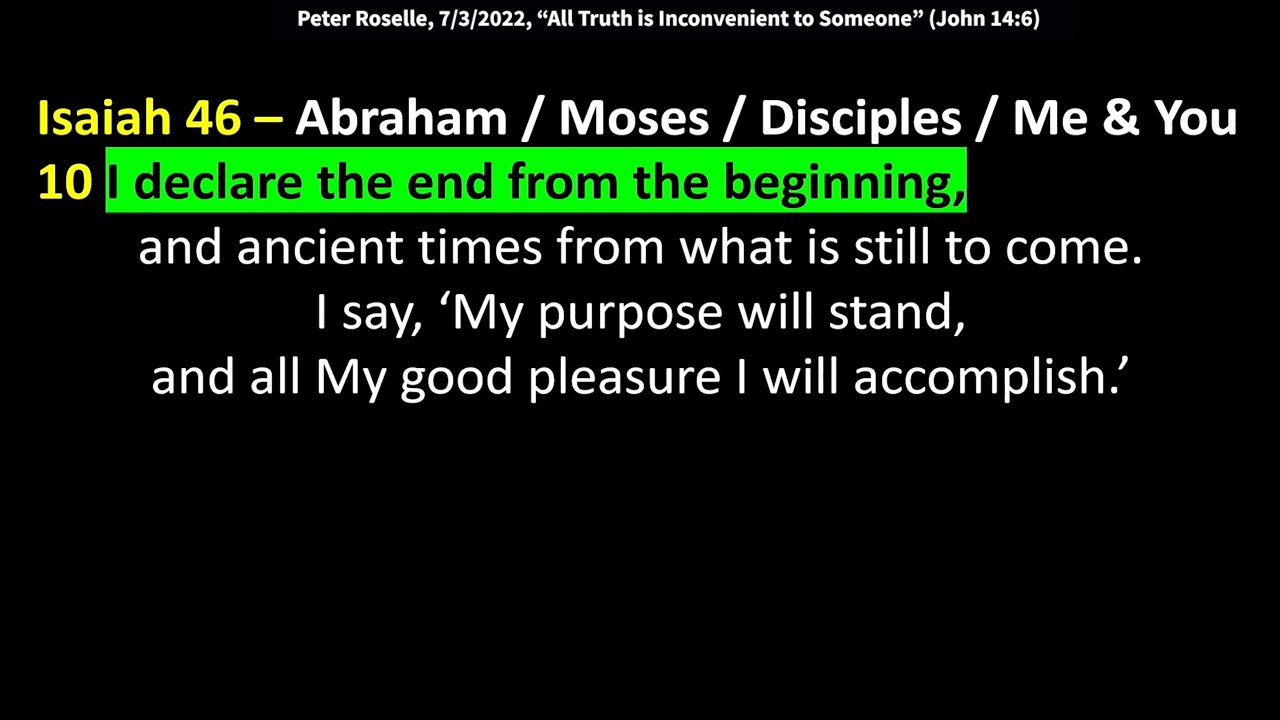 Peter Roselle, 7/3/2022, “All Truth is Inconvenient to Someone” (John 14:6)
Isaiah 46 – Abraham / Moses / Disciples / Me & You
10 I declare the end from the beginning,
and ancient times from what is still to come.
I say, ‘My purpose will stand,
and all My good pleasure I will accomplish.’